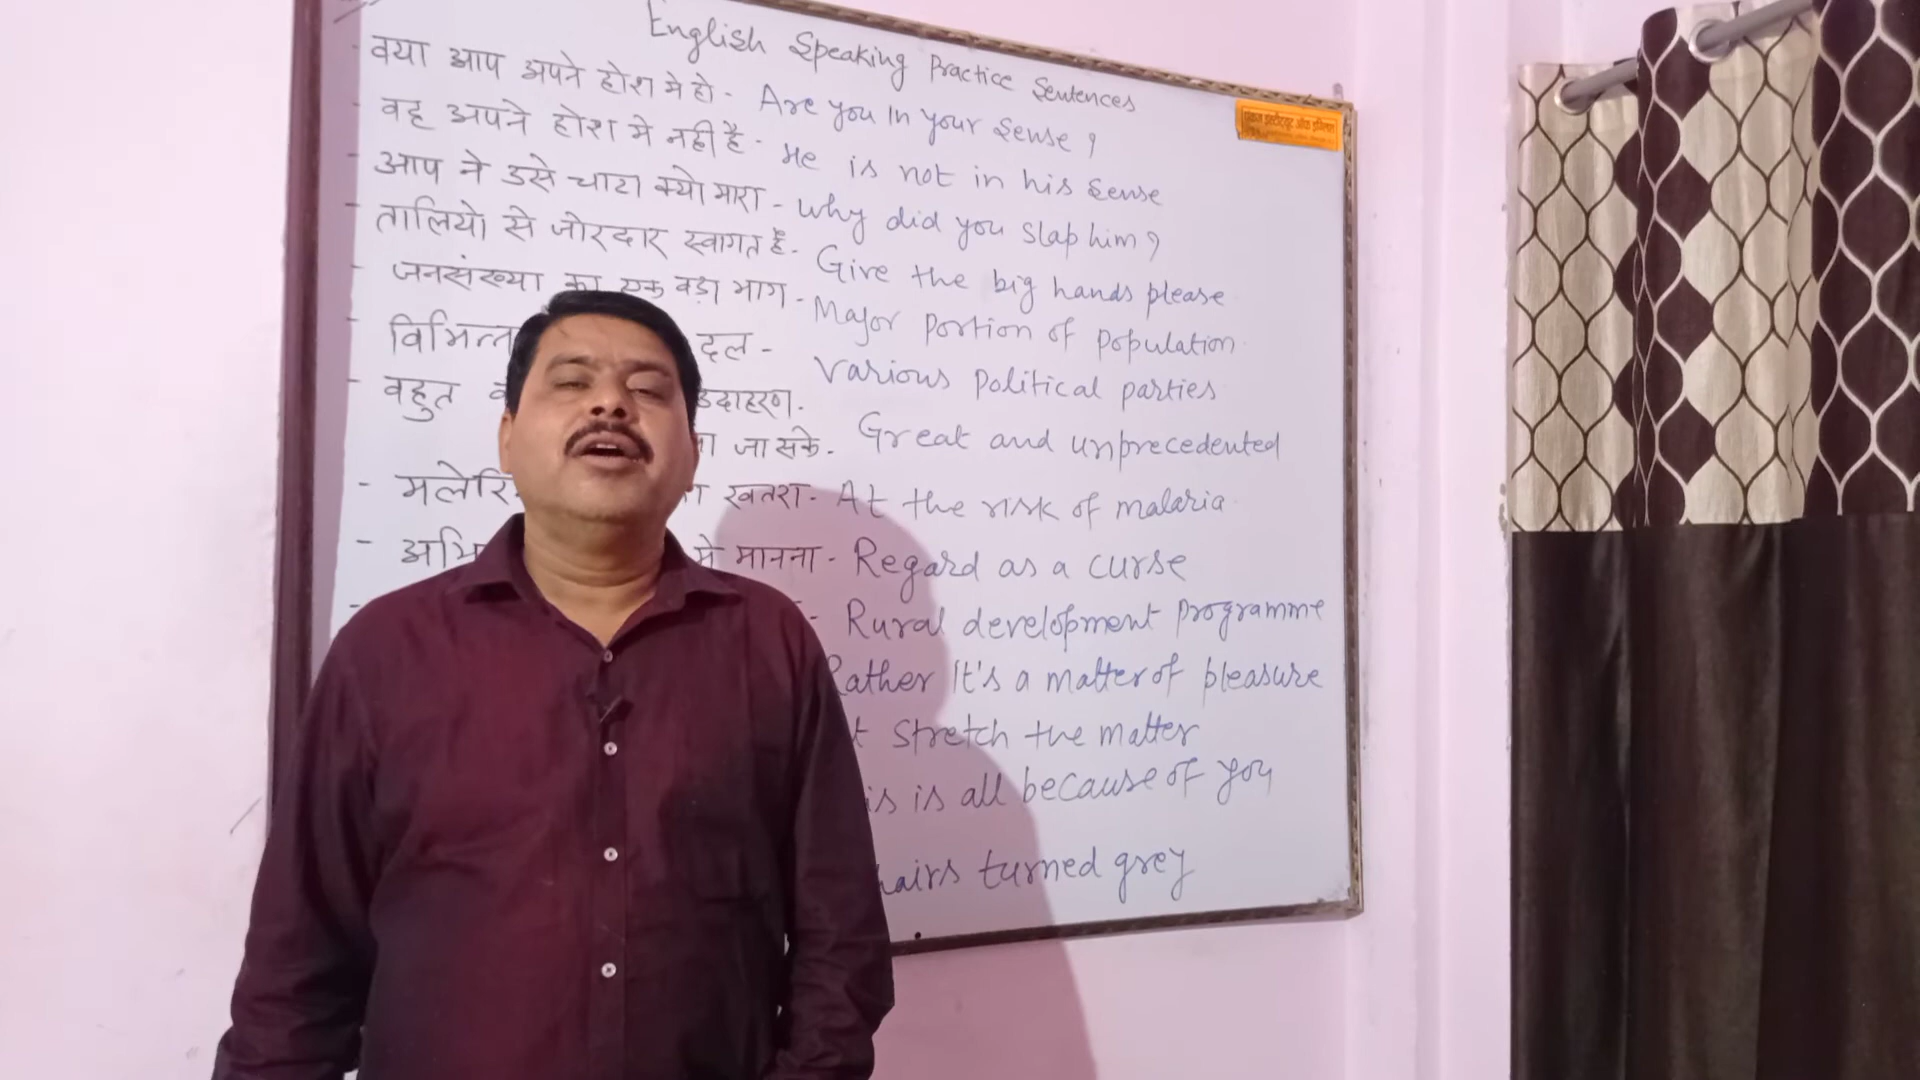 English Speaking Practice Sentences
- क्या आप अपने होश मे हो - Are you In your Sense ?
- वह अपने होश मे नही है - He is not in his Sense
- आप ने उसे चाटा क्यो मारा - Why did you slap him ?
- तालियो से जोरदार स्वागत है - Give the big hands please
- जनसंख्या का एक बड़ा भाग - Major Portion of Population
- विभिन्न दल - Various Political parties
- बहुत उदाहरण.
जा सके - Great and unprecedented
- खतरा - At the risk of malaria
- मे मानना - Regard as a curse
- Rural development Programme
Rather It's a matter of pleasure
Stretch the matter
is all because of you
hairs turned grey